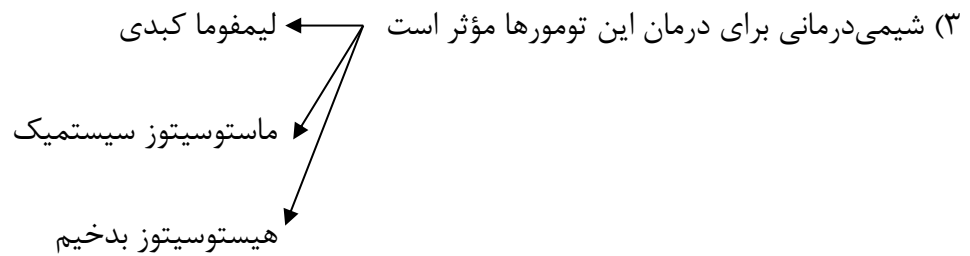 ۳) شیمی‌درمانی برای درمان این تومورها مؤثر است لیمفوما کبدی
ماستوسیتوز سیستمیک
هیستوسیتوز بدخیم